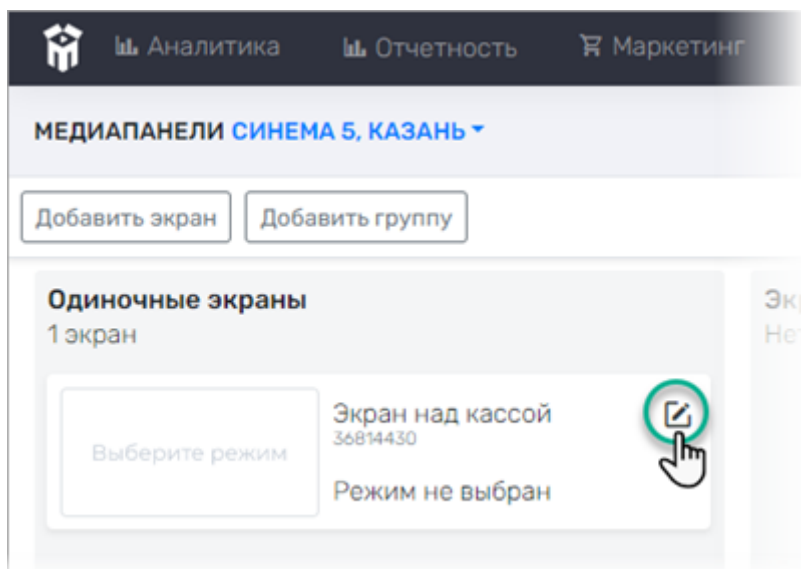 Аналитика Отчетность Маркетинг
МЕДИАПАНЕЛИ СИНЕМА 5, КАЗАНЬ
Добавить экран Добавить группу
Одиночные экраны
1 экран
Выберите режим
Экран над кассой
36814430
Режим не выбран